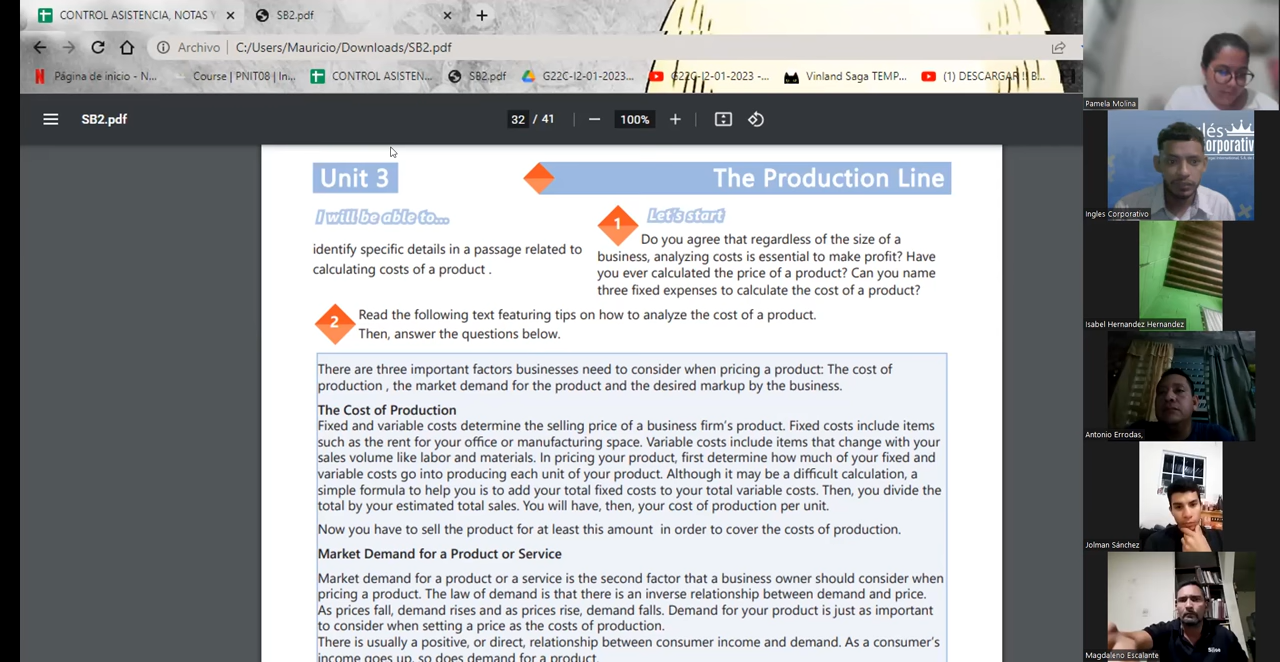 CONTROL ASISTENCIA, NOTAS Y
SB2.pdf
Archivo
C:/Users/Mauricio/Downloads/SB2.pdf
Página de inicio - N...
Course | PNIT08 | In...
CONTROL ASISTEN...
SB2.pdf
G22C-I2-01-2023...
G22C-I2-01-2023 -...
Vinland Saga TEMP...
(1) DESCARGAR !! B...
SB2.pdf
32 / 41
100%
Unit 3
The Production Line
I will be able to...
identify specific details in a passage related to
calculating costs of a product .
1
Let's start
Do you agree that regardless of the size of a
business, analyzing costs is essential to make profit? Have
you ever calculated the price of a product? Can you name
three fixed expenses to calculate the cost of a product?
2
Read the following text featuring tips on how to analyze the cost of a product.
Then, answer the questions below.
There are three important factors businesses need to consider when pricing a product: The cost of
production , the market demand for the product and the desired markup by the business.
The Cost of Production
Fixed and variable costs determine the selling price of a business firm's product. Fixed costs include items
such as the rent for your office or manufacturing space. Variable costs include items that change with your
sales volume like labor and materials. In pricing your product, first determine how much of your fixed and
variable costs go into producing each unit of your product. Although it may be a difficult calculation, a
simple formula to help you is to add your total fixed costs to your total variable costs. Then, you divide the
total by your estimated total sales. You will have, then, your cost of production per unit.
Now you have to sell the product for at least this amount in order to cover the costs of production.
Market Demand for a Product or Service
Market demand for a product or a service is the second factor that a business owner should consider when
pricing a product. The law of demand is that there is an inverse relationship between demand and price.
As prices fall, demand rises and as prices rise, demand falls. Demand for your product is just as important
to consider when setting a price as the costs of production.
There is usually a positive, or direct, relationship between consumer income and demand. As a consumer's
income goes up, so does demand for a product.
Pamela Molina
Ingles Corporativo
Isabel Hernandez Hernandez
Antonio Errodas,
Jolman Sánchez
Magdaleno Escalante